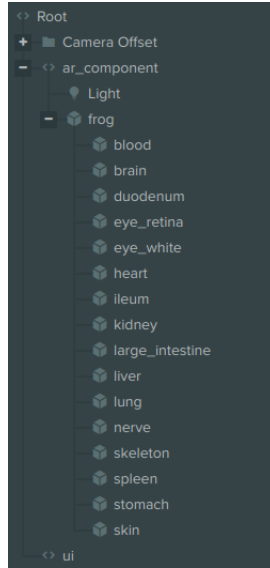 Root
Camera Offset
ar_component
Light
frog
blood
brain
duodenum
eye_retina
eye_white
heart
ileum
kidney
large_intestine
liver
lung
nerve
skeleton
spleen
stomach
skin
ui